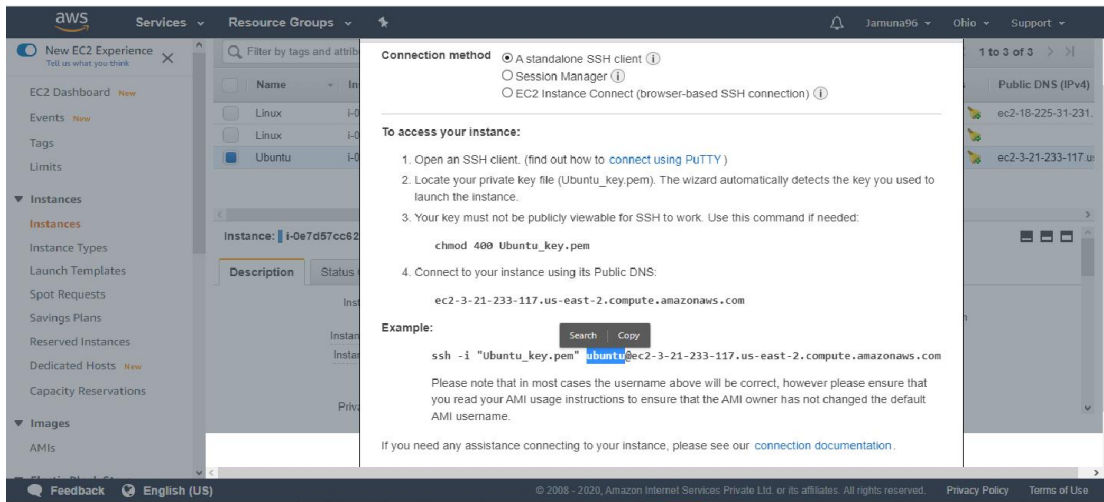 aws Services Resource Groups Jamuna96 Ohio Support
New EC2 Experience
Tell us what you think
EC2 Dashboard New
Events New
Tags
Limits
Instances
Instances
Instance Types
Launch Templates
Spot Requests
Savings Plans
Reserved Instances
Dedicated Hosts New
Capacity Reservations
Images
AMIs
Filter by tags and attrib
1 to 3 of 3
Name In Public DNS (IPv4)
Linux i-0 ec2-18-225-31-231.
Linux i-0
Ubuntu i-0 ec2-3-21-233-117.u
Instance: i-0e7d57cc62
Description Status
Inst
Instan
Instan
Priva
Connection method A standalone SSH client
Session Manager
EC2 Instance Connect (browser-based SSH connection)
To access your instance:
1. Open an SSH client. (find out how to connect using PuTTY)
2. Locate your private key file (Ubuntu_key.pem). The wizard automatically detects the key you used to
launch the instance.
3. Your key must not be publicly viewable for SSH to work. Use this command if needed:
chmod 400 Ubuntu_key.pem
4. Connect to your instance using its Public DNS:
ec2-3-21-233-117.us-east-2.compute.amazonaws.com
Example:
Search Copy
ssh -i "Ubuntu_key.pem" ubuntu@ec2-3-21-233-117.us-east-2.compute.amazonaws.com
Please note that in most cases the username above will be correct, however please ensure that
you read your AMI usage instructions to ensure that the AMI owner has not changed the default
AMI username.
If you need any assistance connecting to your instance, please see our connection documentation.
Feedback English (US) © 2008 - 2020, Amazon Internet Services Private Ltd. or its affiliates. All rights reserved. Privacy Policy Terms of Use